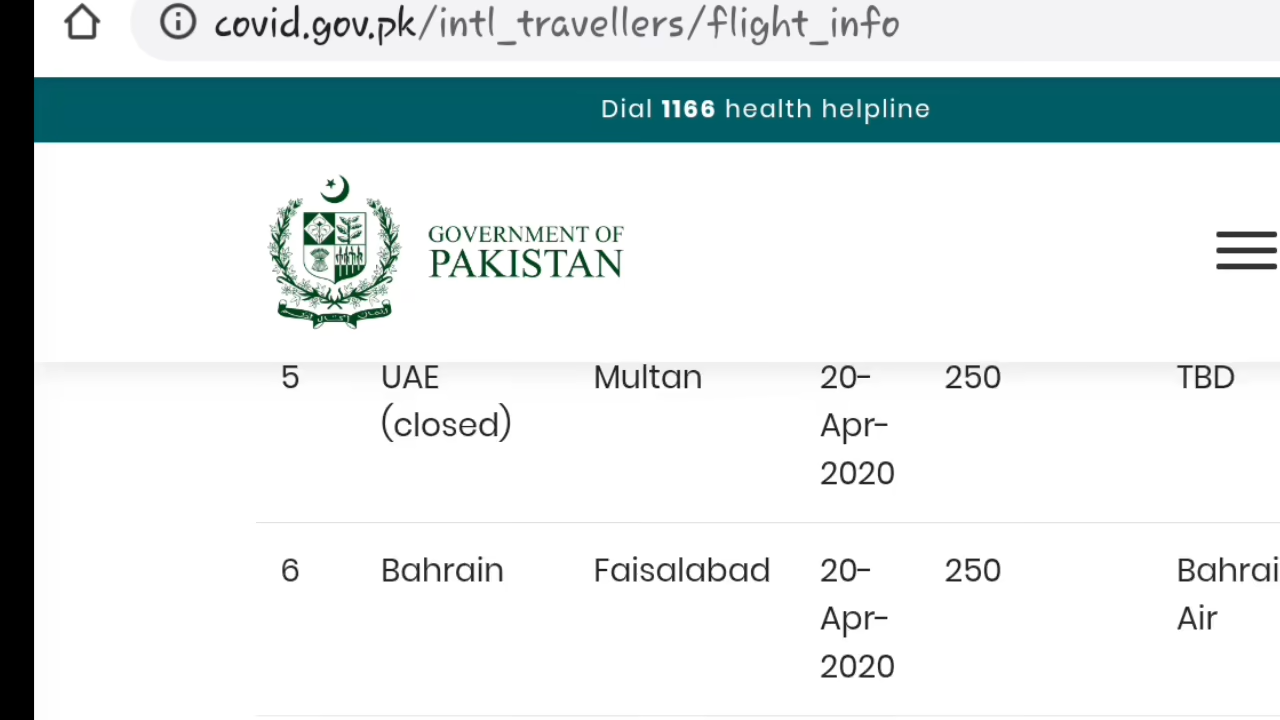 covid.gov.pk/intl_travellers/flight_info
Dial 1166 health helpline
GOVERNMENT OF
PAKISTAN
5 UAE Multan 20- 250 TBD
(closed) Apr-
2020
6 Bahrain Faisalabad 20- 250 Bahrai
Apr- Air
2020